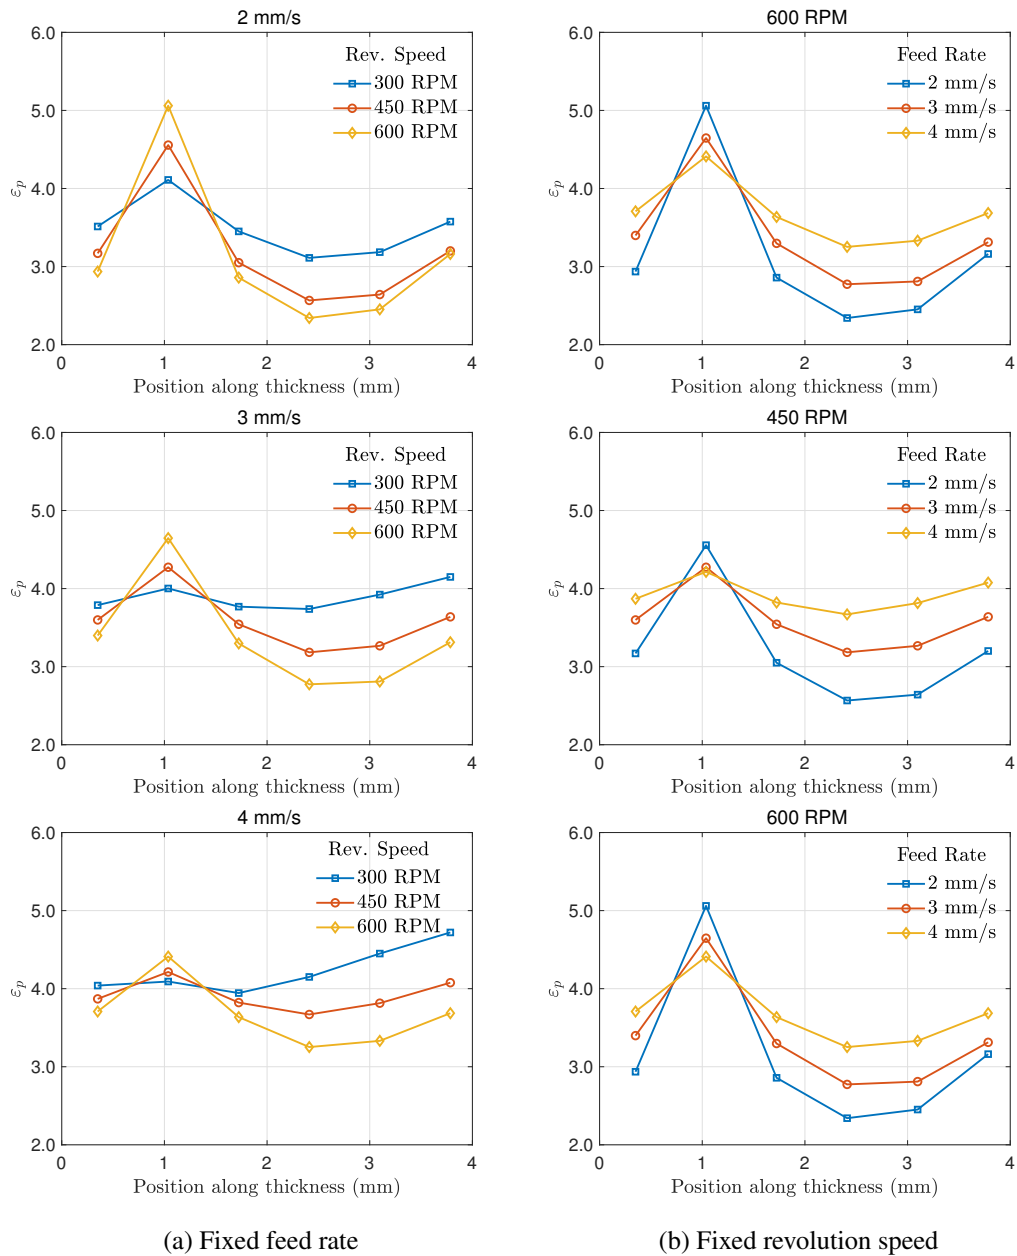 2 mm/s
6.0
5.0
4.0
3.0
2.0
εp
Rev. Speed
300 RPM
450 RPM
600 RPM
0 1 2 3 4
Position along thickness (mm)
600 RPM
6.0
5.0
4.0
3.0
2.0
εp
Feed Rate
2 mm/s
3 mm/s
4 mm/s
0 1 2 3 4
Position along thickness (mm)
3 mm/s
6.0
5.0
4.0
3.0
2.0
εp
Rev. Speed
300 RPM
450 RPM
600 RPM
0 1 2 3 4
Position along thickness (mm)
450 RPM
6.0
5.0
4.0
3.0
2.0
εp
Feed Rate
2 mm/s
3 mm/s
4 mm/s
0 1 2 3 4
Position along thickness (mm)
4 mm/s
6.0
5.0
4.0
3.0
2.0
εp
Rev. Speed
300 RPM
450 RPM
600 RPM
0 1 2 3 4
Position along thickness (mm)
600 RPM
6.0
5.0
4.0
3.0
2.0
εp
Feed Rate
2 mm/s
3 mm/s
4 mm/s
0 1 2 3 4
Position along thickness (mm)
(a) Fixed feed rate
(b) Fixed revolution speed